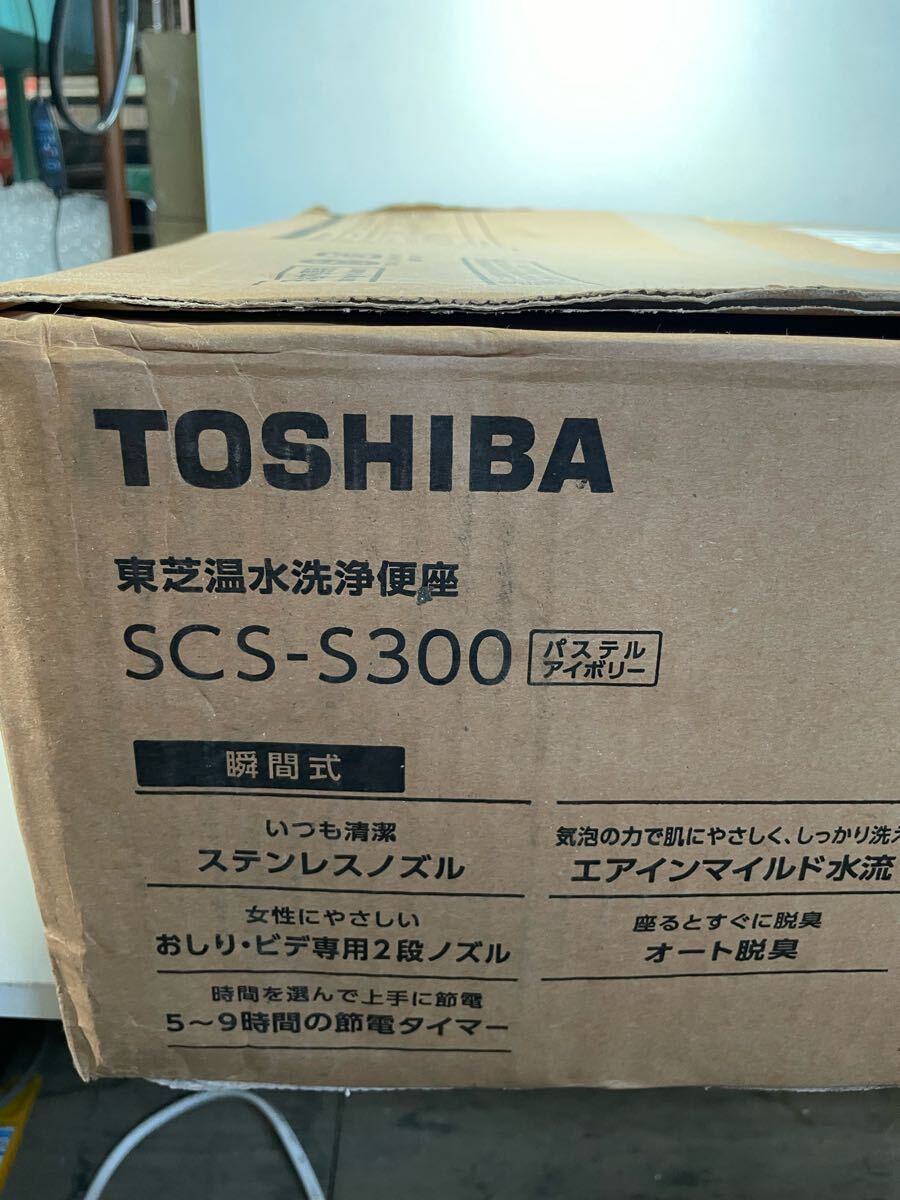 TOSHIBA
東芝温水洗浄便座
SCS-S300
パステル
アイボリー
瞬間式
いつも清潔
ステンレスノズル
気泡の力で肌にやさしく、しっかり洗え
エアインマイルド水流
女性にやさしい
おしり・ビデ専用2段ノズル
座るとすぐに脱臭
オート脱臭
時間を選んで上手に節電
5〜9時間の節電タイマー